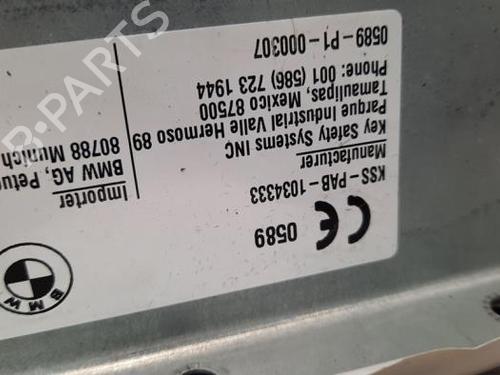 CE 0589
KSS-PAB-1034333
Manufacturer
Key Safety Systems INC
Parque Industrial Valle Hermoso 89
Tamaulipas, Mexico 87500
Phone: 001 (586) 723 1944
0589-P1-000307
BMW
Importer
BMW AG, Petue
80788 Munich
B-PARTS